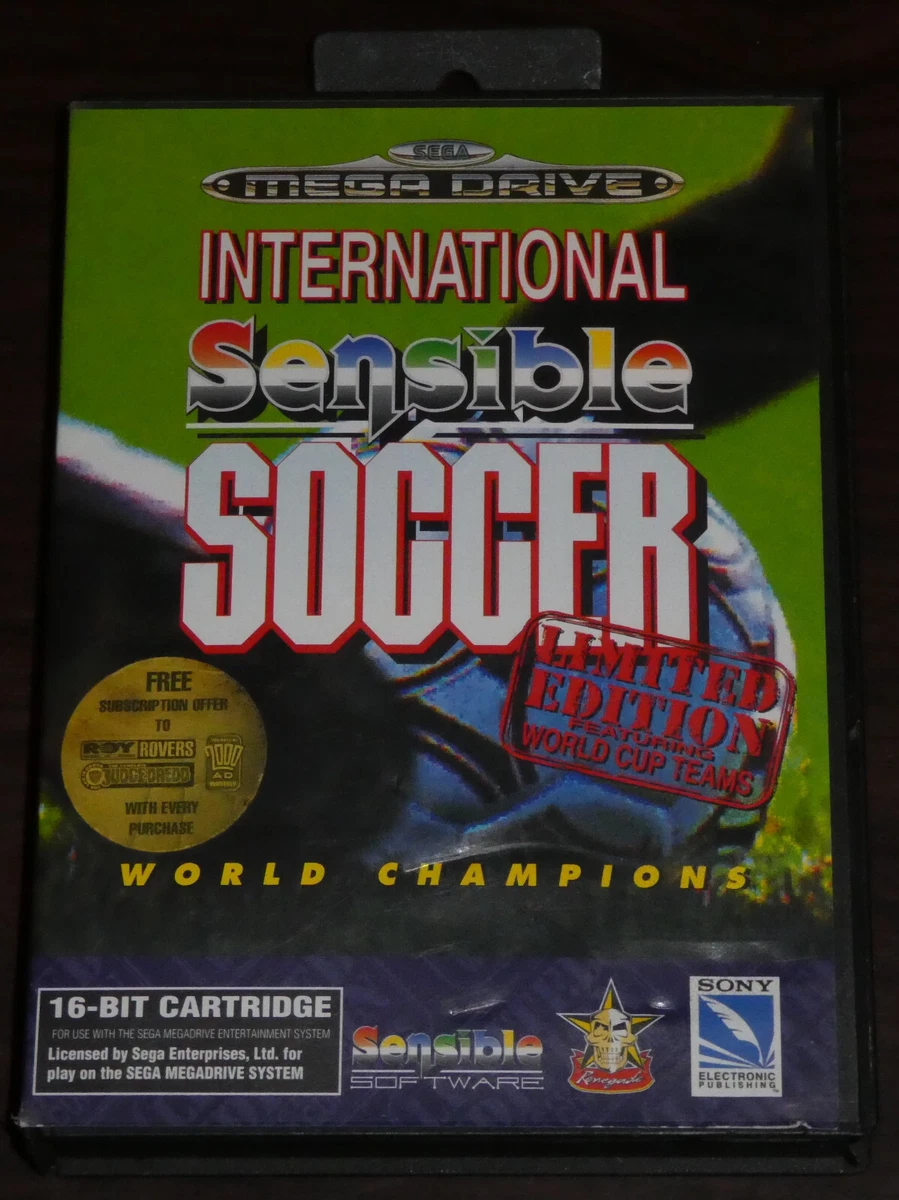 SEGA
MEGA DRIVE
INTERNATIONAL
Sensible
SOCCER
LIMITED
EDITION
FEATURING
WORLD CUP TEAMS
FREE
SUBSCRIPTION OFFER
TO
ROY ROVERS
JUDGE DREDD
2000
AD
WITH EVERY
PURCHASE
WORLD CHAMPIONS
16-BIT CARTRIDGE
FOR USE WITH THE SEGA MEGADRIVE ENTERTAINMENT SYSTEM
Licensed by Sega Enterprises, Ltd. for
play on the SEGA MEGADRIVE SYSTEM
Sensible
SOFTWARE
Renegade
SONY
ELECTRONIC
PUBLISHING™